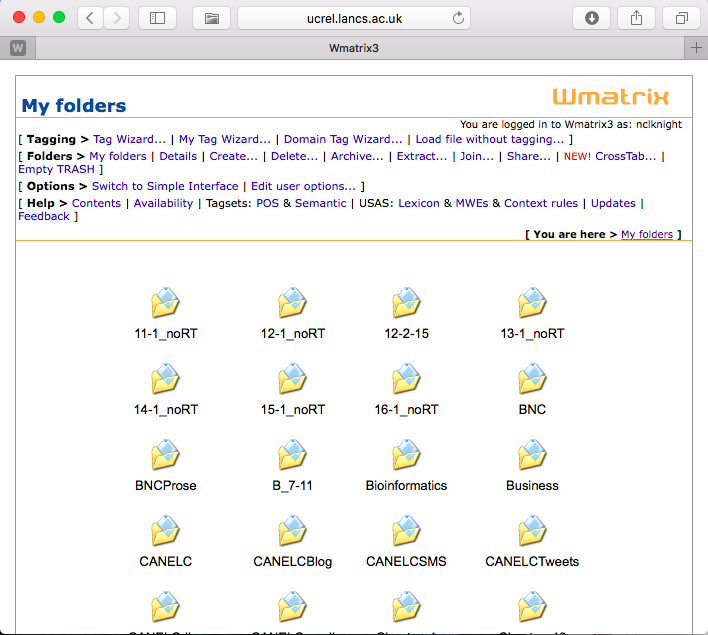 ucrel.lancs.ac.uk
W
Wmatrix3
My folders
Wmatrix
You are logged in to Wmatrix3 as: nclknight
[ Tagging > Tag Wizard... | My Tag Wizard... | Domain Tag Wizard... | Load file without tagging... ]
[ Folders > My folders | Details | Create... | Delete... | Archive... | Extract... | Join... | Share... | NEW! CrossTab... |
Empty TRASH ]
[ Options > Switch to Simple Interface | Edit user options... ]
[ Help > Contents | Availability | Tagsets: POS & Semantic | USAS: Lexicon & MWEs & Context rules | Updates |
Feedback ]
[ You are here > My folders ]
11-1_noRT 12-1_noRT 12-2-15 13-1_noRT
14-1_noRT 15-1_noRT 16-1_noRT BNC
BNCProse B_7-11 Bioinformatics Business
CANELC CANELCBlog CANELCSMS CANELCTweets